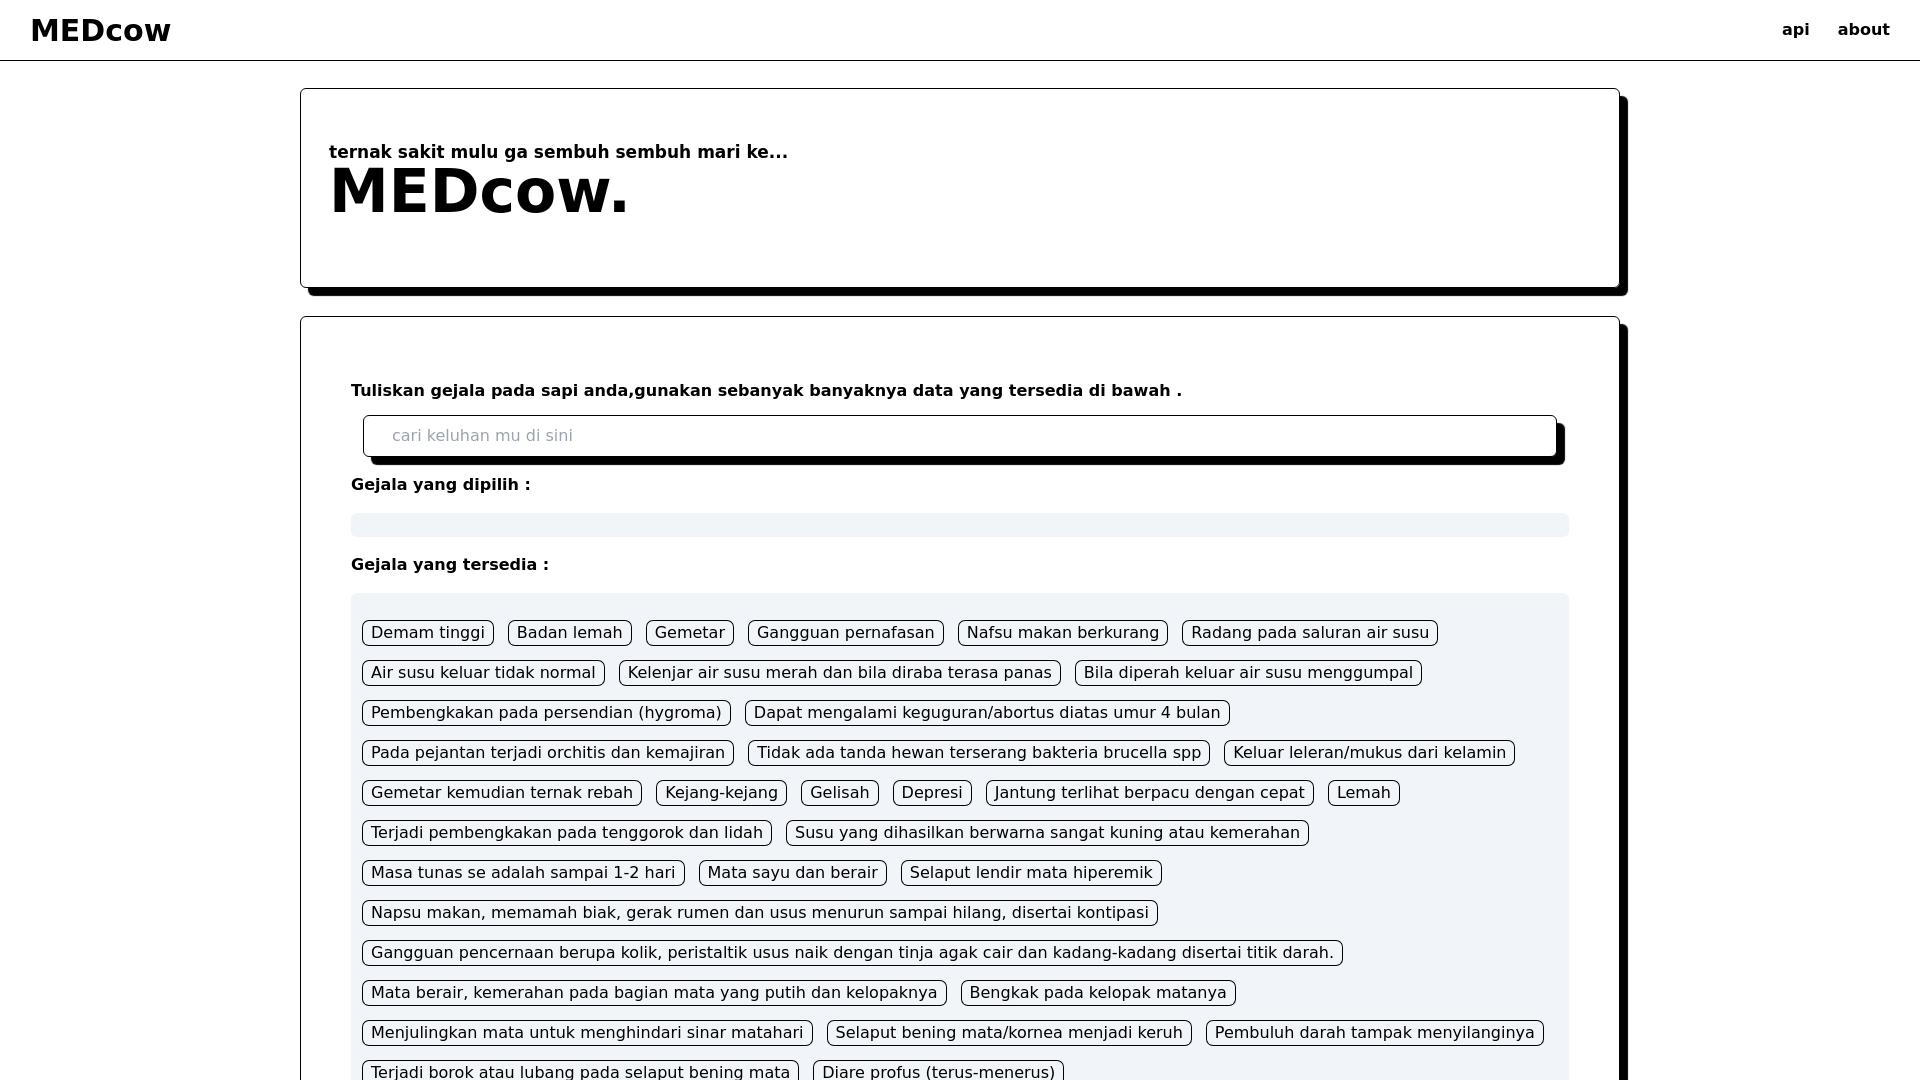 MEDcow api about
ternak sakit mulu ga sembuh sembuh mari ke...
MEDcow.
Tuliskan gejala pada sapi anda,gunakan sebanyak banyaknya data yang tersedia di bawah .
cari keluhan mu di sini
Gejala yang dipilih :
Gejala yang tersedia :
Demam tinggi Badan lemah Gemetar Gangguan pernafasan Nafsu makan berkurang Radang pada saluran air susu
Air susu keluar tidak normal Kelenjar air susu merah dan bila diraba terasa panas Bila diperah keluar air susu menggumpal
Pembengkakan pada persendian (hygroma) Dapat mengalami keguguran/abortus diatas umur 4 bulan
Pada pejantan terjadi orchitis dan kemajiran Tidak ada tanda hewan terserang bakteria brucella spp Keluar leleran/mukus dari kelamin
Gemetar kemudian ternak rebah Kejang-kejang Gelisah Depresi Jantung terlihat berpacu dengan cepat Lemah
Terjadi pembengkakan pada tenggorok dan lidah Susu yang dihasilkan berwarna sangat kuning atau kemerahan
Masa tunas se adalah sampai 1-2 hari Mata sayu dan berair Selaput lendir mata hiperemik
Napsu makan, memamah biak, gerak rumen dan usus menurun sampai hilang, disertai kontipasi
Gangguan pencernaan berupa kolik, peristaltik usus naik dengan tinja agak cair dan kadang-kadang disertai titik darah.
Mata berair, kemerahan pada bagian mata yang putih dan kelopaknya Bengkak pada kelopak matanya
Menjulingkan mata untuk menghindari sinar matahari Selaput bening mata/kornea menjadi keruh Pembuluh darah tampak menyilanginya
Terjadi borok atau lubang pada selaput bening mata Diare profus (terus-menerus)